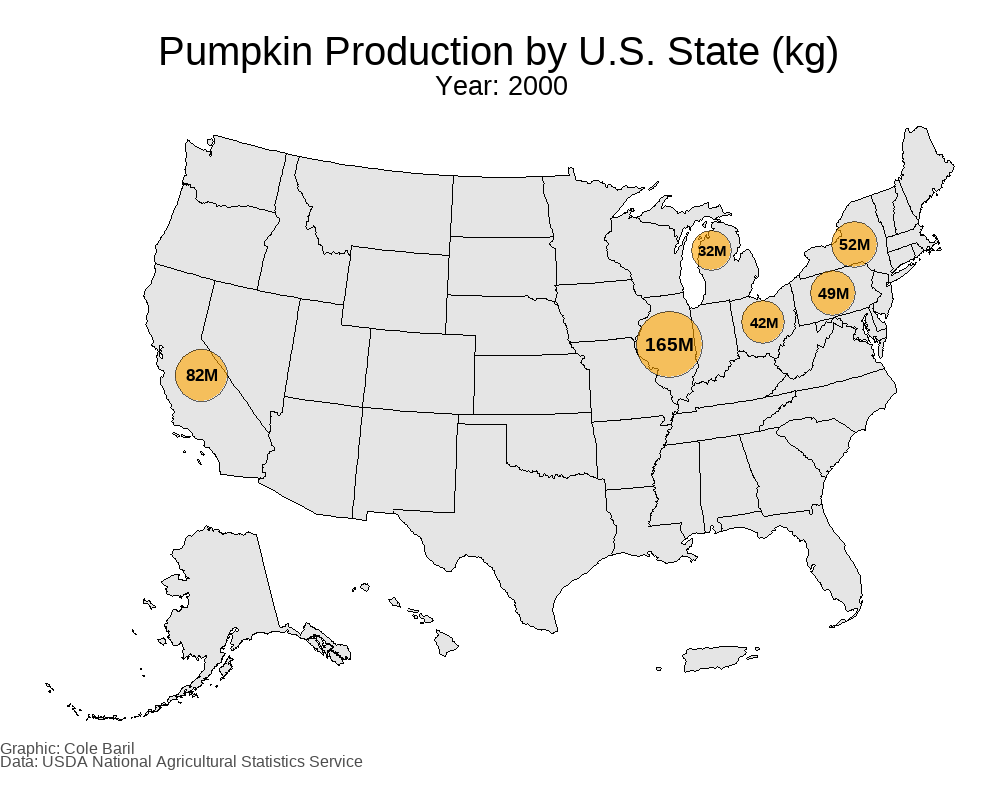 Pumpkin Production by U.S. State (kg)
Year: 2000
52M
32M
49M
42M
165M
82M
Graphic: Cole Baril
Data: USDA National Agricultural Statistics Service